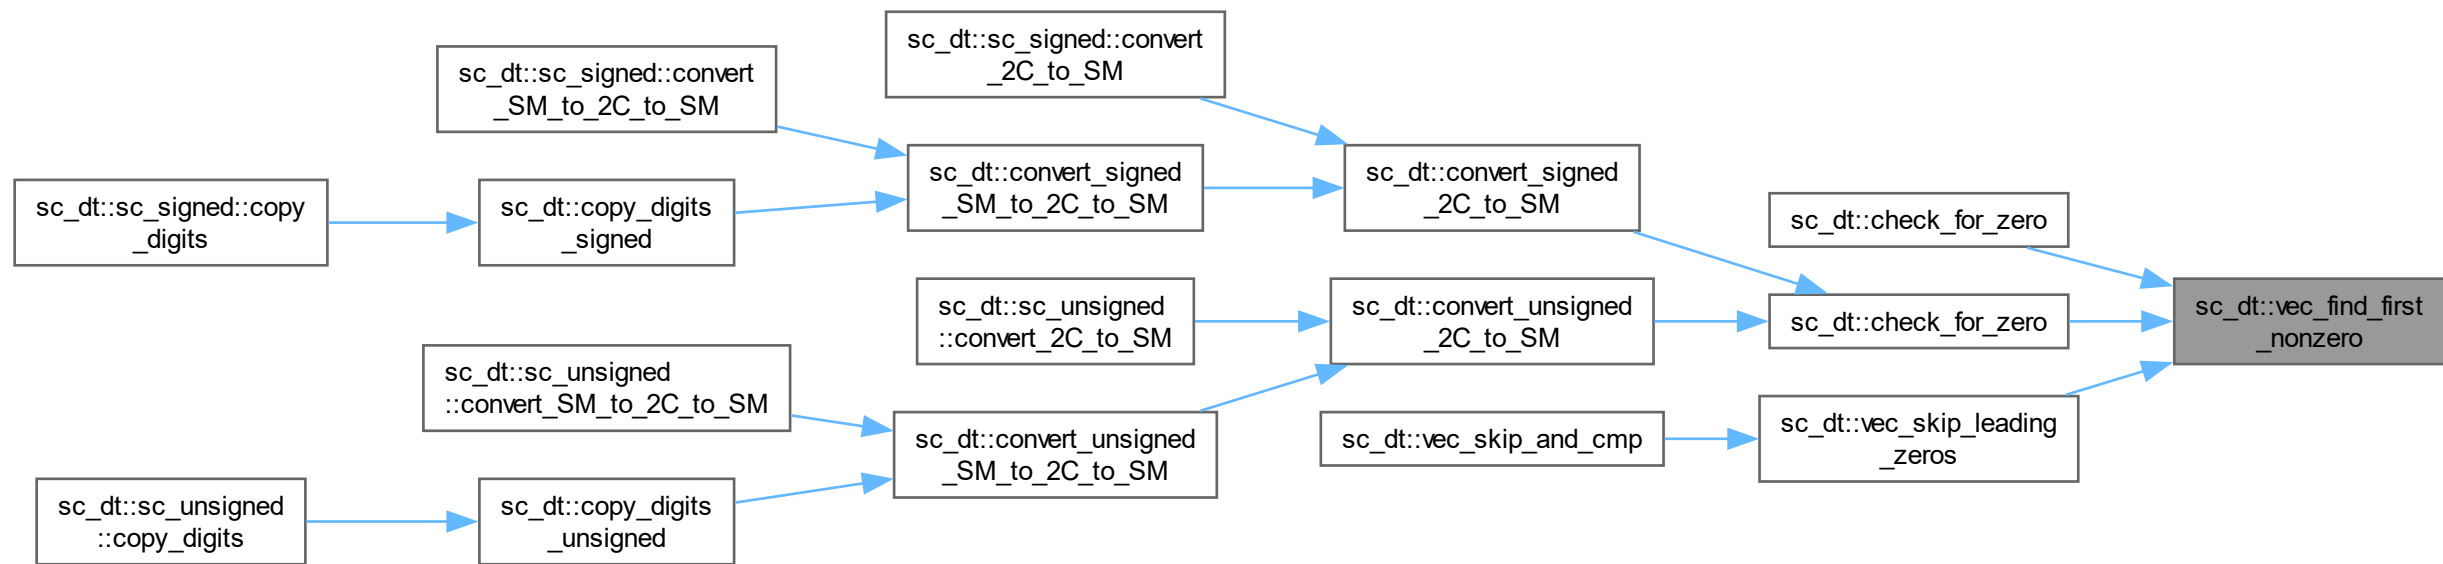 sc_dt::sc_signed::convert
_2C_to_SM
sc_dt::sc_signed::convert
_SM_to_2C_to_SM
sc_dt::convert_signed
_SM_to_2C_to_SM
sc_dt::convert_signed
_2C_to_SM
sc_dt::sc_signed::copy
_digits
sc_dt::copy_digits
_signed
sc_dt::check_for_zero
sc_dt::sc_unsigned
::convert_2C_to_SM
sc_dt::convert_unsigned
_2C_to_SM
sc_dt::check_for_zero
sc_dt::vec_find_first
_nonzero
sc_dt::sc_unsigned
::convert_SM_to_2C_to_SM
sc_dt::convert_unsigned
_SM_to_2C_to_SM
sc_dt::vec_skip_and_cmp
sc_dt::vec_skip_leading
_zeros
sc_dt::sc_unsigned
::copy_digits
sc_dt::copy_digits
_unsigned